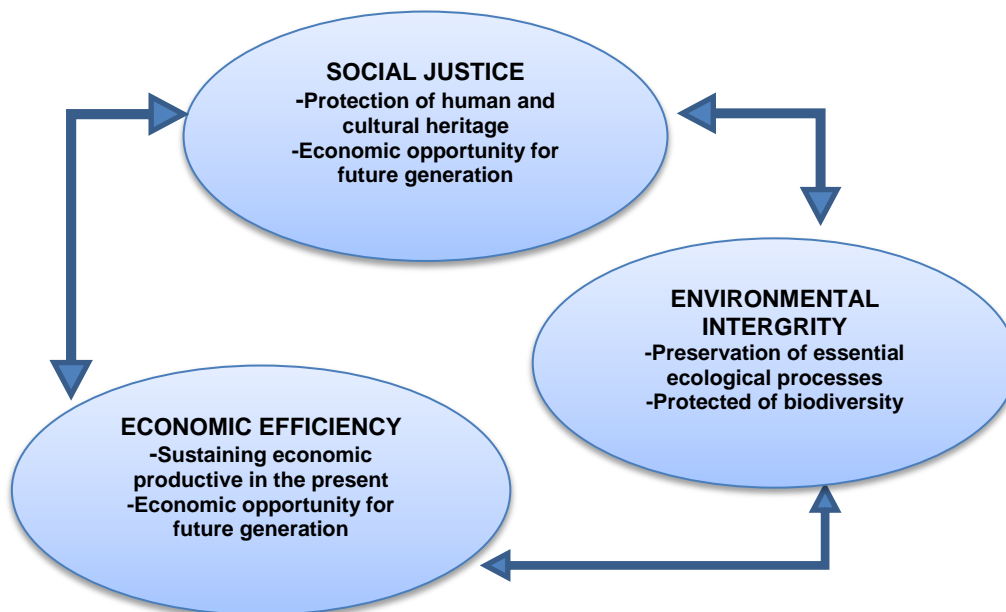 SOCIAL JUSTICE
-Protection of human and
cultural heritage
-Economic opportunity for
future generation
ENVIRONMENTAL
INTERGRITY
-Preservation of essential
ecological processes
-Protected of biodiversity
ECONOMIC EFFICIENCY
-Sustaining economic
productive in the present
-Economic opportunity for
future generation